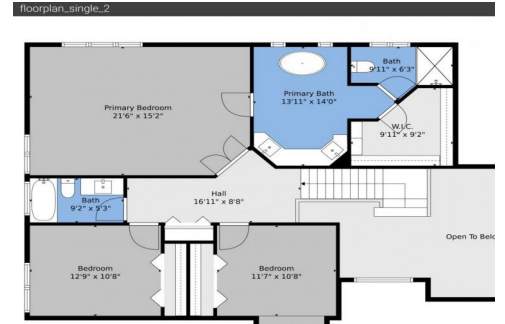 floorplan_single_2
Bath
9'11" x 6'3"
Primary Bath
13'11" x 14'0"
Primary Bedroom
21'6" x 15'2"
W.I.C.
9'11" x 9'2"
Hall
16'11" x 8'8"
Bath
9'2" x 5'3"
Open To Belo
Bedroom
12'9" x 10'8"
Bedroom
11'7" x 10'8"